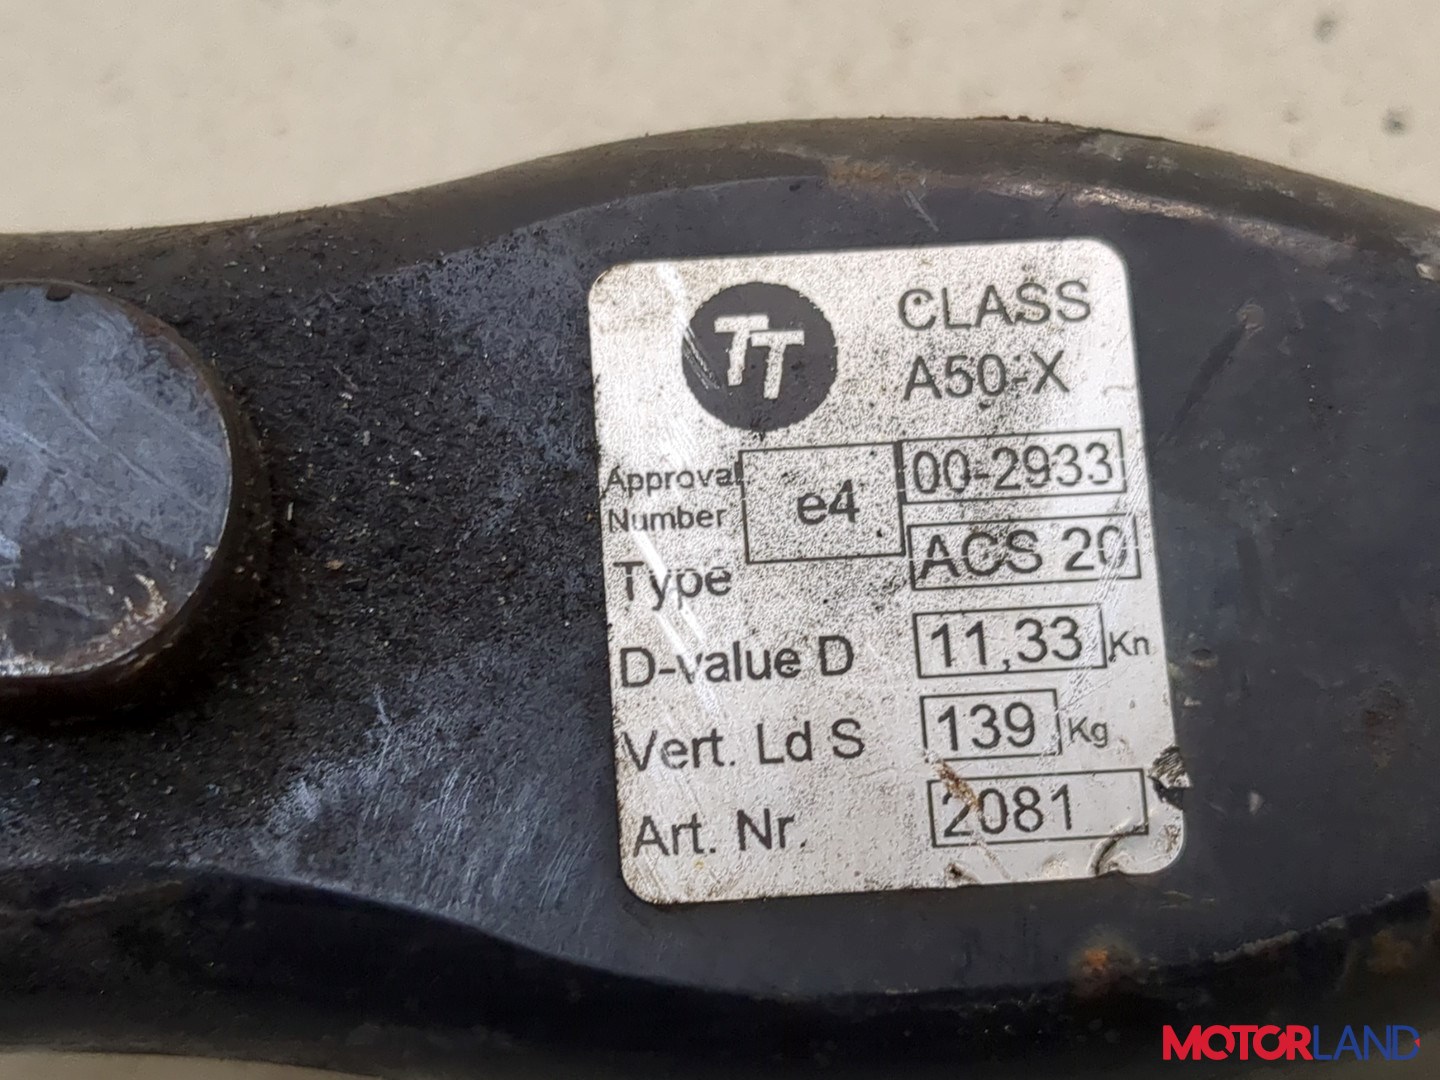 TT
CLASS
A50-X
Approval Number e4 00-2933
Type ACS 20
D-value D 11,33 Kn
Vert. Ld S 139 Kg
Art. Nr. 2081
MOTORLAND